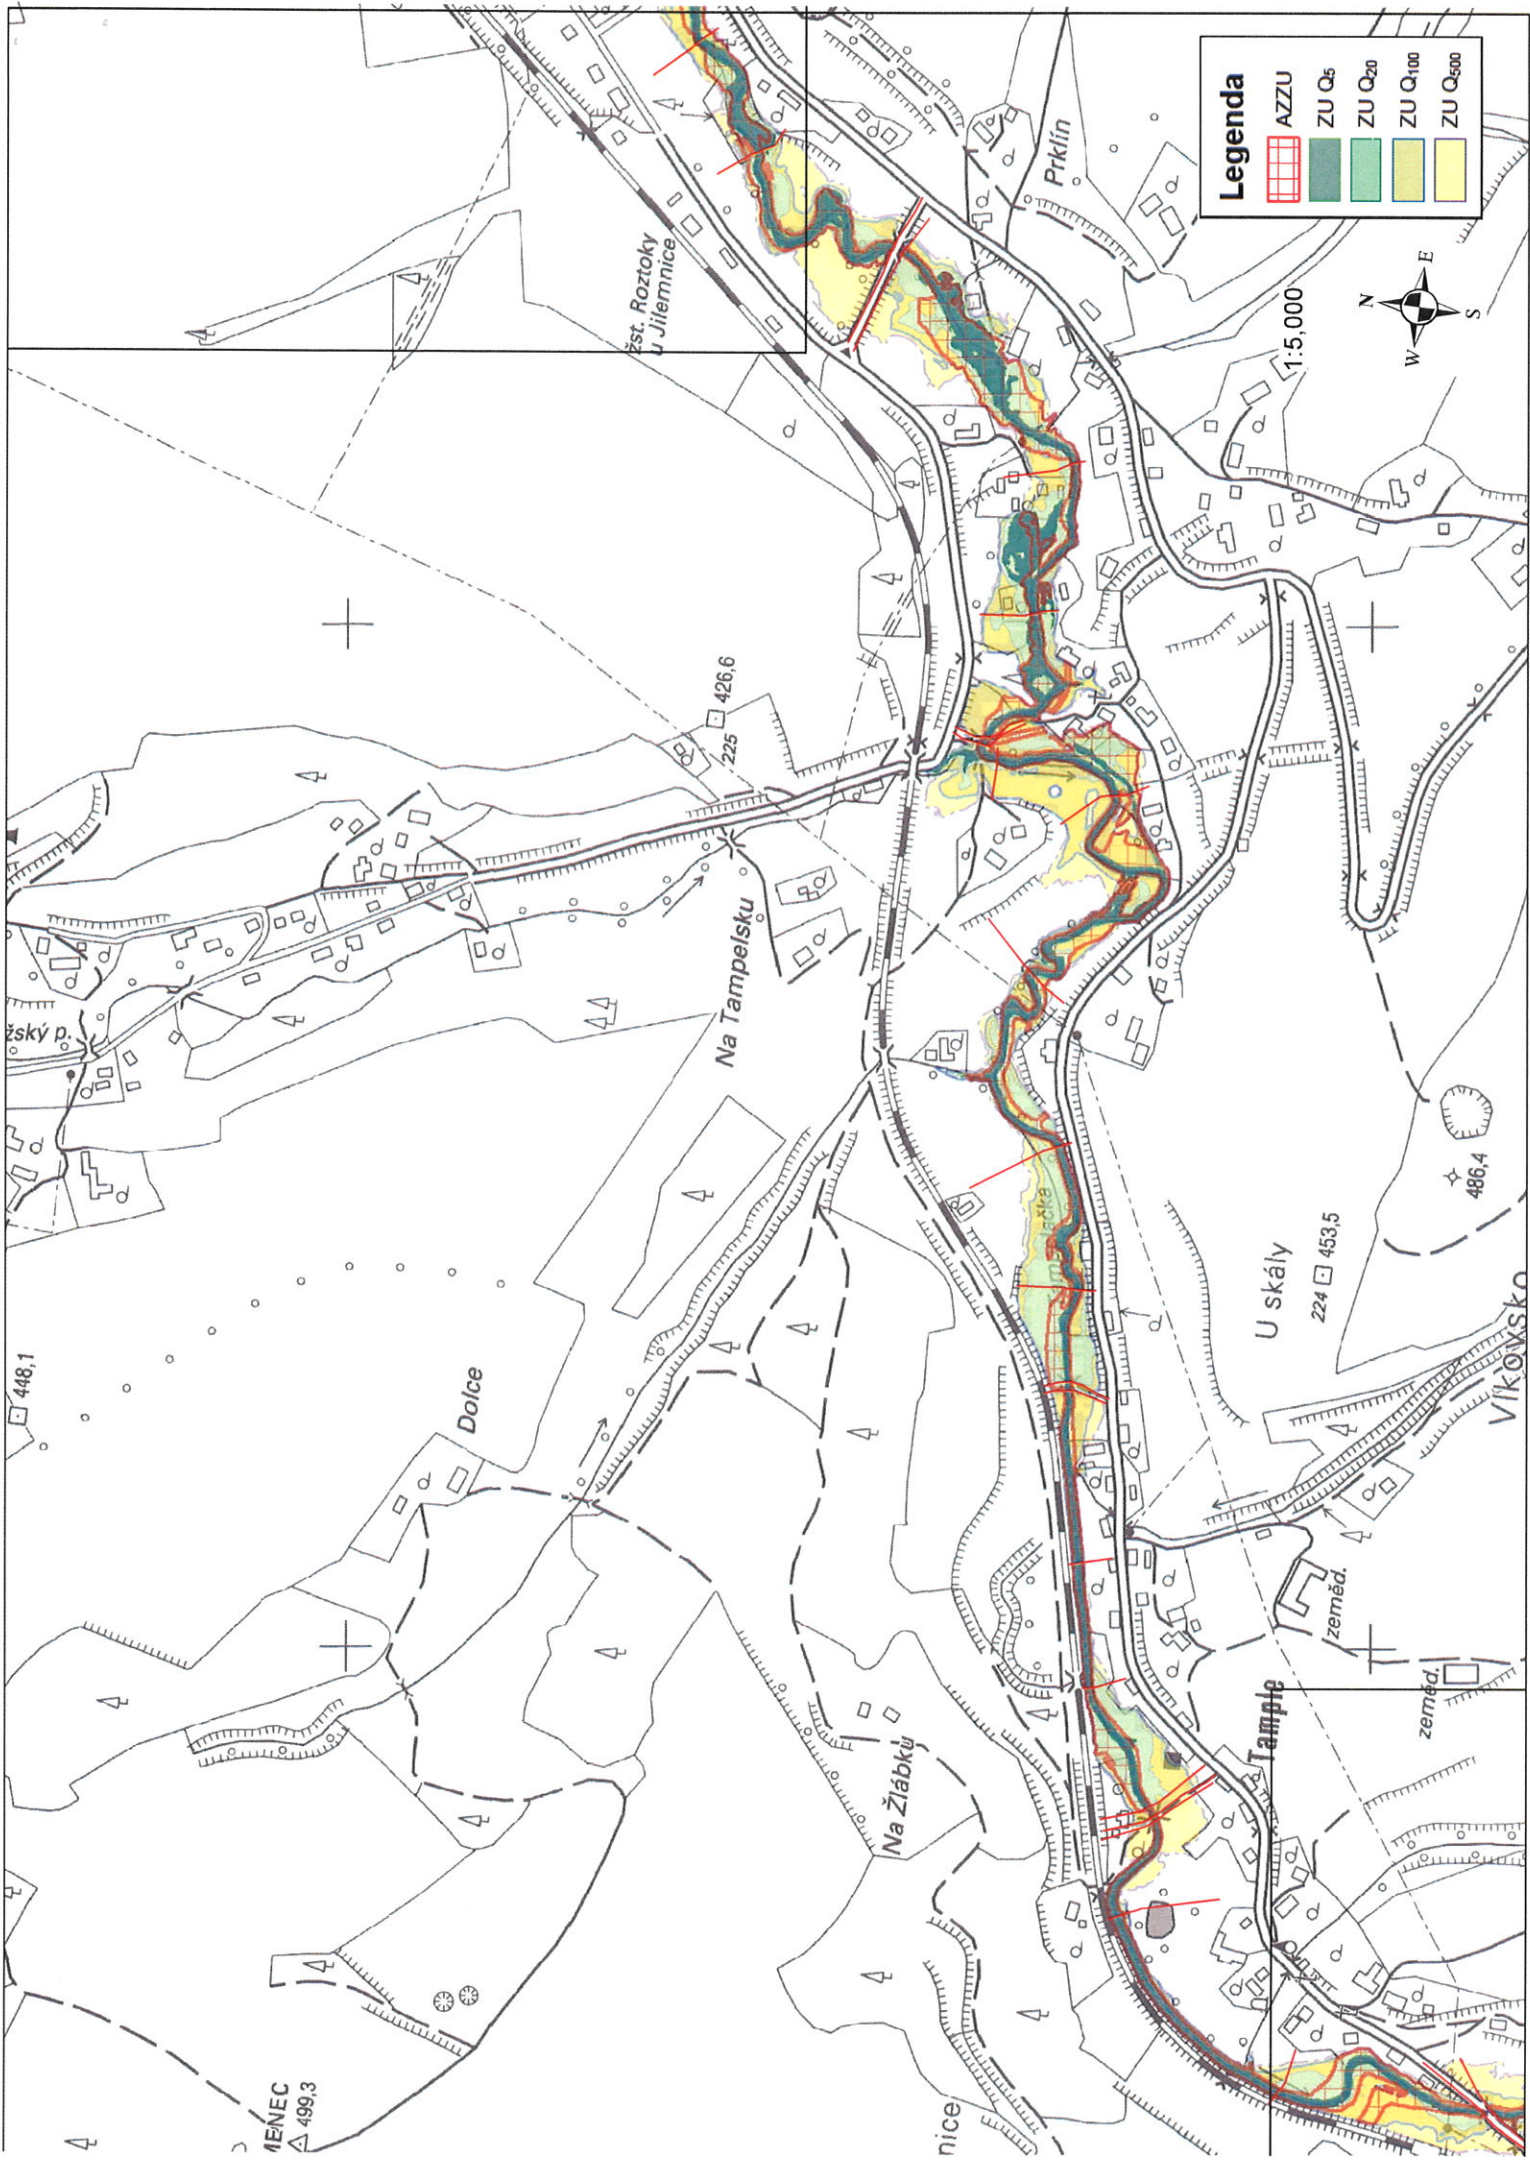 448,1
Dolce
MENEC
499,3
žský p.
Na Tampelsku
225
426,6
žst. Roztoky
u Jilemnice
Na Žlábku
nice
Prklín
U skály
224
453,5
486,4
Vlkovsko
zeměd.
zeměd.
Tample
1:5,000
N
E
S
W
Legenda
AZZU
ZU Q5
ZU Q20
ZU Q100
ZU Q500